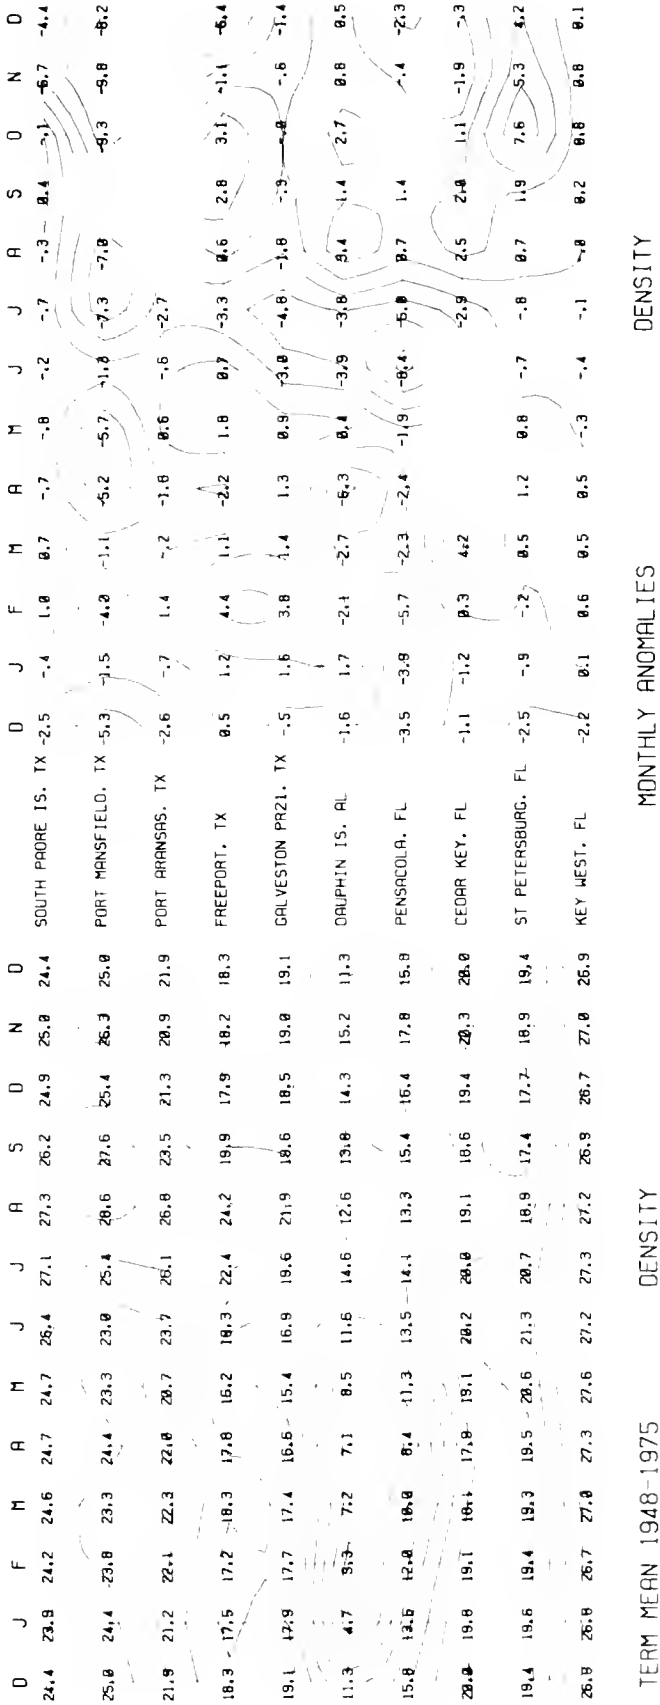 D J F M A M J J A S O N D D J F M A M J J A S O N D
24.4 23.9 24.2 24.6 24.7 24.7 26.4 27.1 27.3 26.2 24.9 25.0 24.4 SOUTH PADRE IS. TX -2.5 -.4 1.0 0.7 -.7 -.8 -.2 -.7 -.3 0.4 -.1 -6.7 -4.4
25.0 24.4 23.8 23.3 24.4 23.3 23.0 25.4 28.6 27.6 25.4 26.3 25.0 PORT MANSFIELD. TX -5.3 -1.5 -4.0 -1.1 -5.2 -5.7 -1.8 -7.3 -7.0 -9.3 -9.8 -8.2
21.9 21.2 22.1 22.3 22.0 20.7 23.7 26.1 26.8 23.5 21.3 20.9 21.9 PORT ARANSAS. TX -2.6 -.7 1.4 -.2 -1.8 0.6 -.6 -2.7
18.3 17.5 17.2 18.3 17.8 16.2 18.3 22.4 24.2 19.9 17.9 18.2 18.3 FREEPORT. TX 0.5 1.2 4.4 1.1 -2.2 1.8 0.7 -3.3 0.6 2.8 3.1 -1.1 -6.4
19.1 17.9 17.7 17.4 16.6 15.4 16.9 19.6 21.9 18.6 18.5 19.0 19.1 GALVESTON PR21. TX -.5 1.6 3.8 1.4 1.3 0.9 -3.0 -4.8 -1.8 -.9 -.0 -.6 -1.4
11.3 4.7 3.3 7.2 7.1 8.5 11.6 14.6 12.6 13.8 14.3 15.2 11.3 DAUPHIN IS. AL -1.6 1.7 -2.1 -2.7 -6.3 0.4 -3.9 -3.8 3.4 1.4 2.7 0.8 0.5
15.8 13.5 12.0 10.0 8.4 11.3 13.5 14.1 13.3 15.4 16.4 17.8 15.8 PENSACOLA. FL -3.5 -3.8 -5.7 -2.3 -2.4 -1.9 -8.4 -5.0 0.7 1.4 -.4 -2.3
20.0 19.8 19.1 18.1 17.9 19.1 20.2 20.0 19.1 18.6 19.4 20.3 20.0 CEDAR KEY. FL -1.1 -1.2 0.3 4.2 -2.9 2.5 2.0 1.1 -1.9 -.3
19.4 19.6 19.4 19.3 19.5 20.6 21.3 20.7 18.9 17.4 17.7 18.9 19.4 ST PETERSBURG. FL -2.5 -.9 -.2 0.5 1.2 0.8 -.7 -.8 0.7 1.9 7.6 5.3 4.2
26.9 26.8 26.7 27.0 27.3 27.6 27.2 27.3 27.2 26.9 26.7 27.0 26.9 KEY WEST. FL -2.2 0.1 0.6 0.5 0.5 -.3 -.4 -.1 -.0 0.2 0.8 0.8 0.1
TERM MEAN 1948-1975 DENSITY MONTHLY ANOMALIES DENSITY